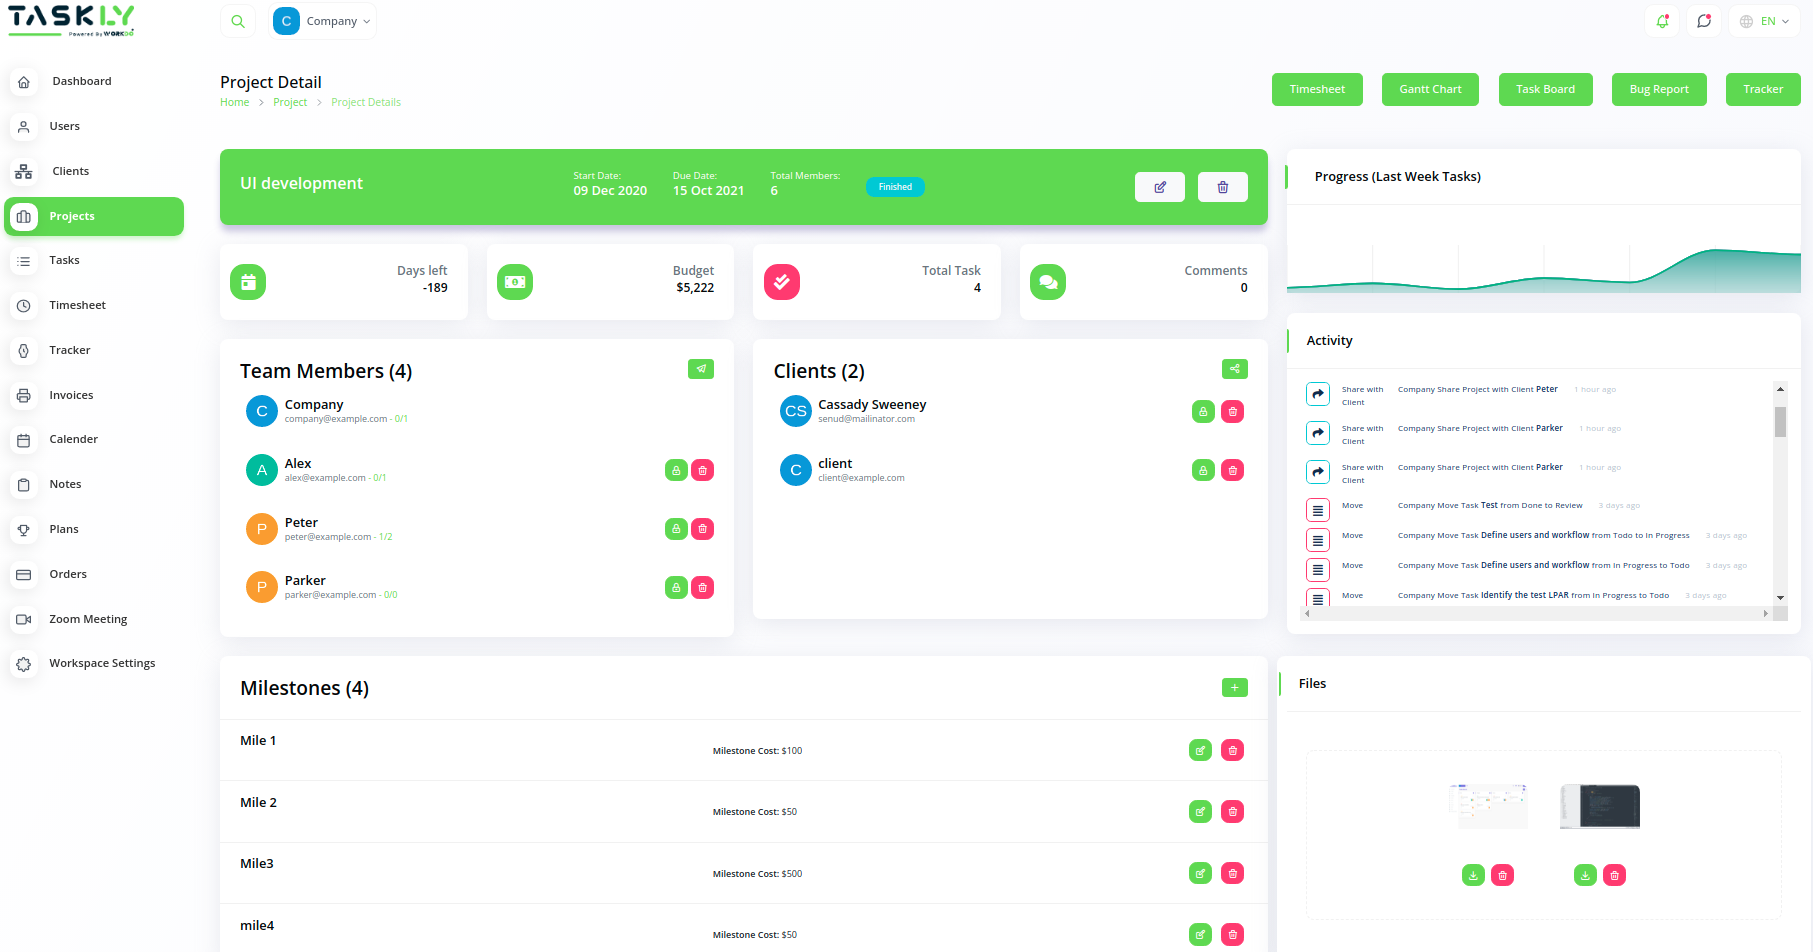 TASKLY
Powered By WORKDO
C Company
EN
Dashboard
Users
Clients
Projects
Tasks
Timesheet
Tracker
Invoices
Calender
Notes
Plans
Orders
Zoom Meeting
Workspace Settings
Project Detail
Home > Project > Project Details
Timesheet
Gantt Chart
Task Board
Bug Report
Tracker
UI development
Start Date:
09 Dec 2020
Due Date:
15 Oct 2021
Total Members:
6
Finished
Days left
-189
Budget
$5,222
Total Task
4
Comments
0
Team Members (4)
C
Company
company@example.com - 0/1
A
Alex
alex@example.com - 0/1
P
Peter
peter@example.com - 1/2
P
Parker
parker@example.com - 0/0
Clients (2)
CS
Cassady Sweeney
senud@mailinator.com
C
client
client@example.com
Progress (Last Week Tasks)
Activity
Share with Company Share Project with Client Peter 1 hour ago
Client
Share with Company Share Project with Client Parker 1 hour ago
Client
Share with Company Share Project with Client Parker 1 hour ago
Client
Move Company Move Task Test from Done to Review 3 days ago
Move Company Move Task Define users and workflow from Todo to In Progress 3 days ago
Move Company Move Task Define users and workflow from In Progress to Todo 3 days ago
Move Company Move Task Identify the test LPAR from In Progress to Todo 3 days ago
Milestones (4)
Mile 1
Milestone Cost: $100
Mile 2
Milestone Cost: $50
Mile3
Milestone Cost: $500
mile4
Milestone Cost: $50
Files